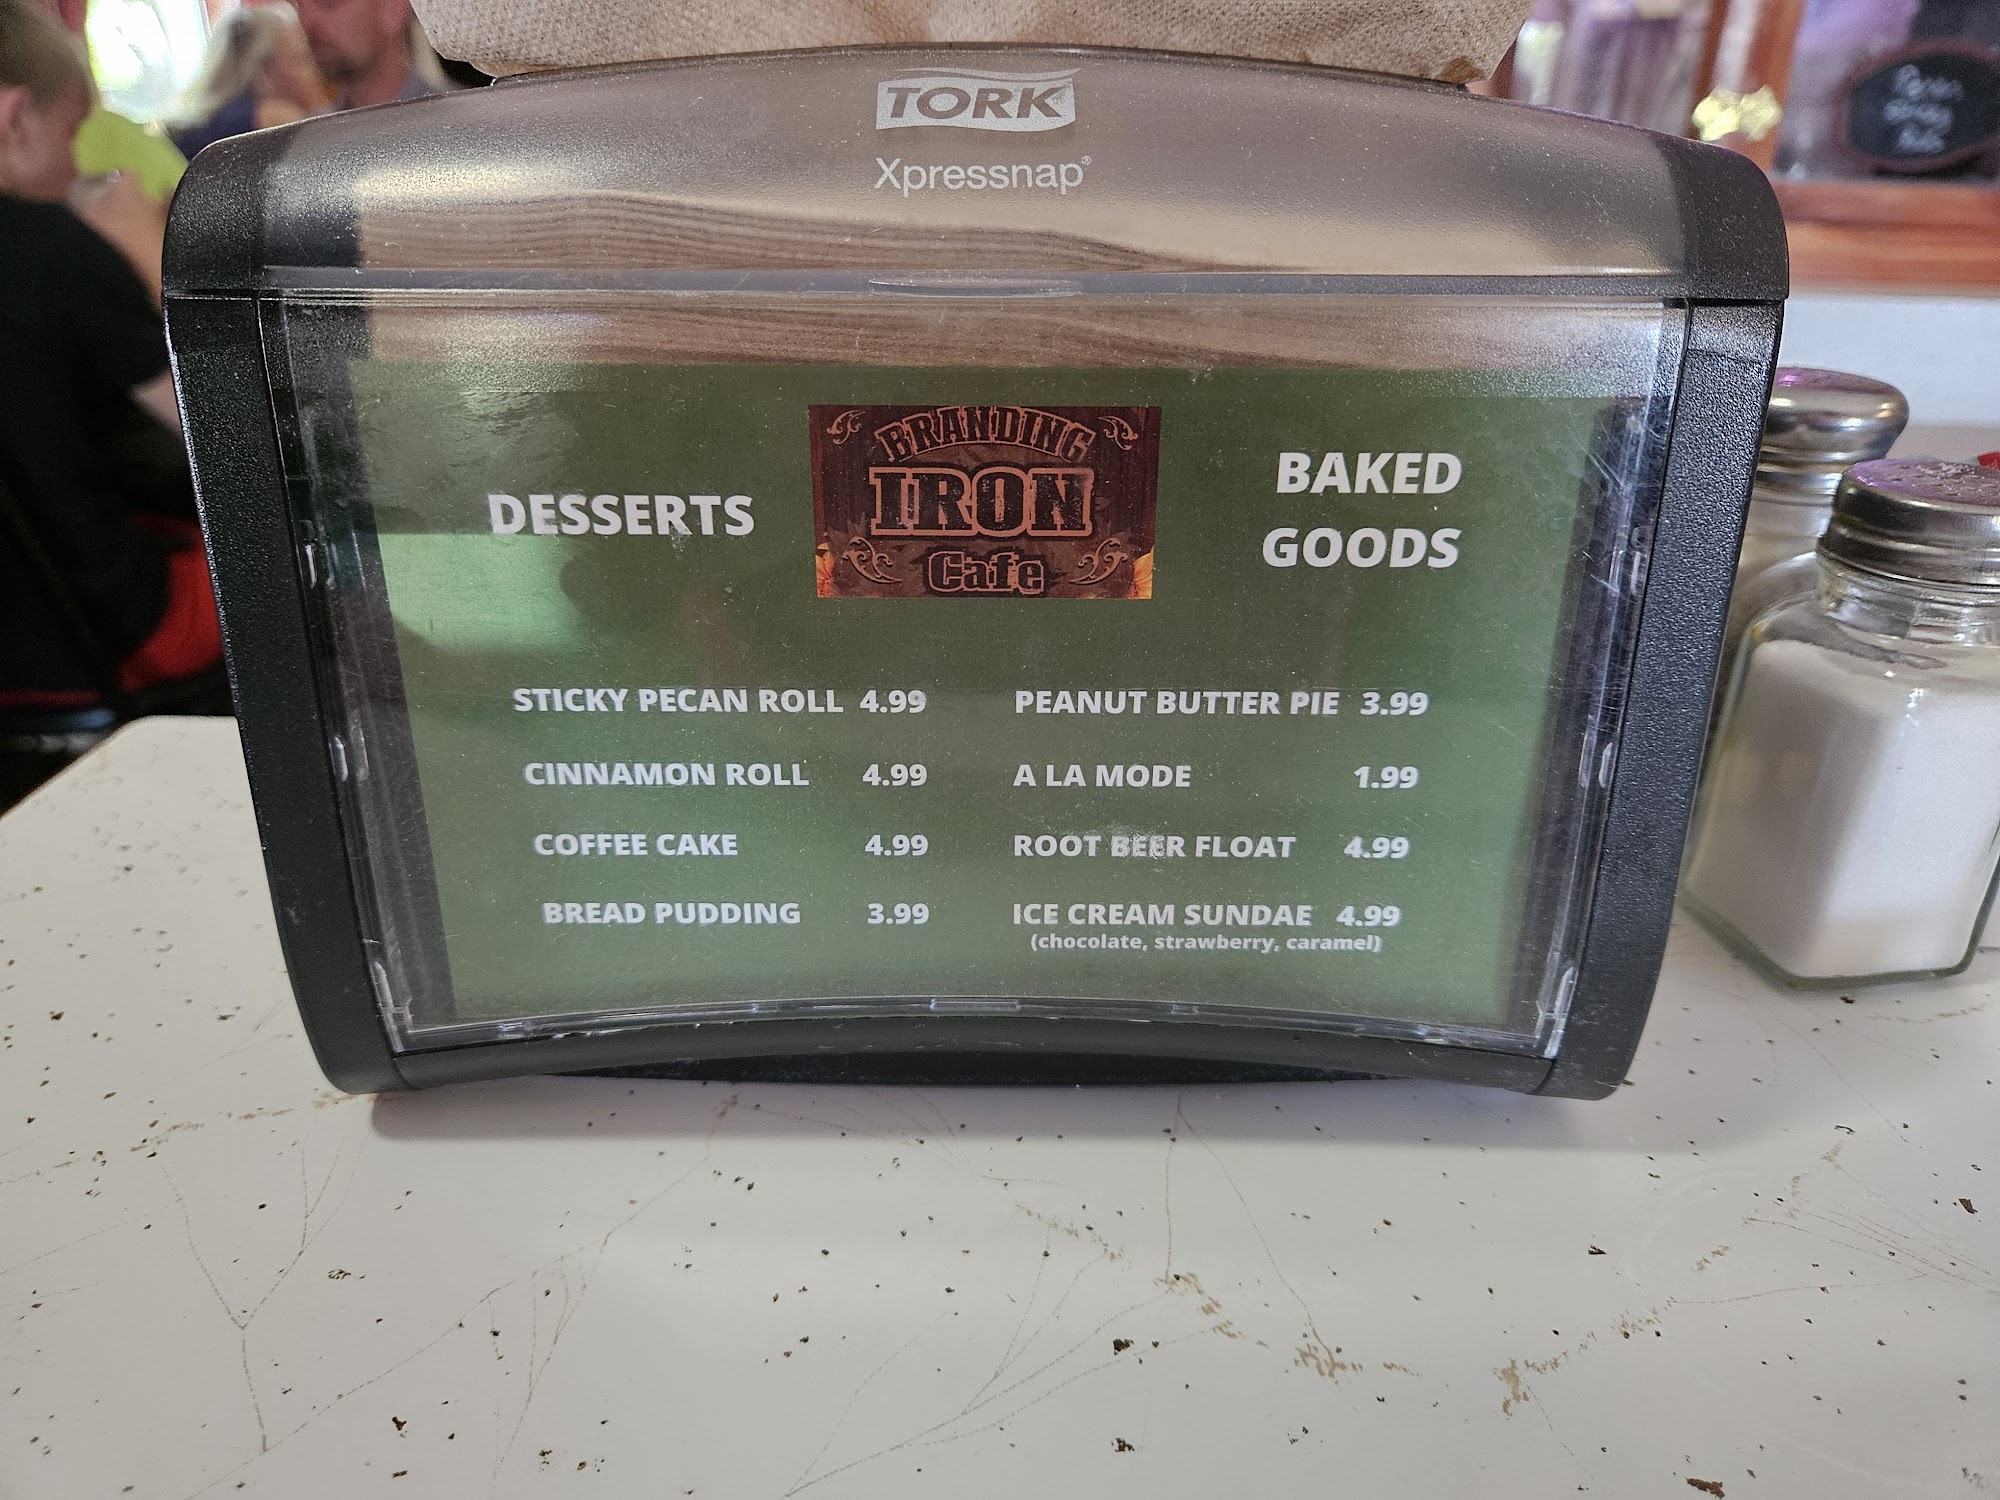 TORK
Xpressnap®
DESSERTS
BRANDING
IRON
Cafe
BAKED
GOODS
STICKY PECAN ROLL 4.99
CINNAMON ROLL 4.99
COFFEE CAKE 4.99
BREAD PUDDING 3.99
PEANUT BUTTER PIE 3.99
A LA MODE 1.99
ROOT BEER FLOAT 4.99
ICE CREAM SUNDAE 4.99
(chocolate, strawberry, caramel)